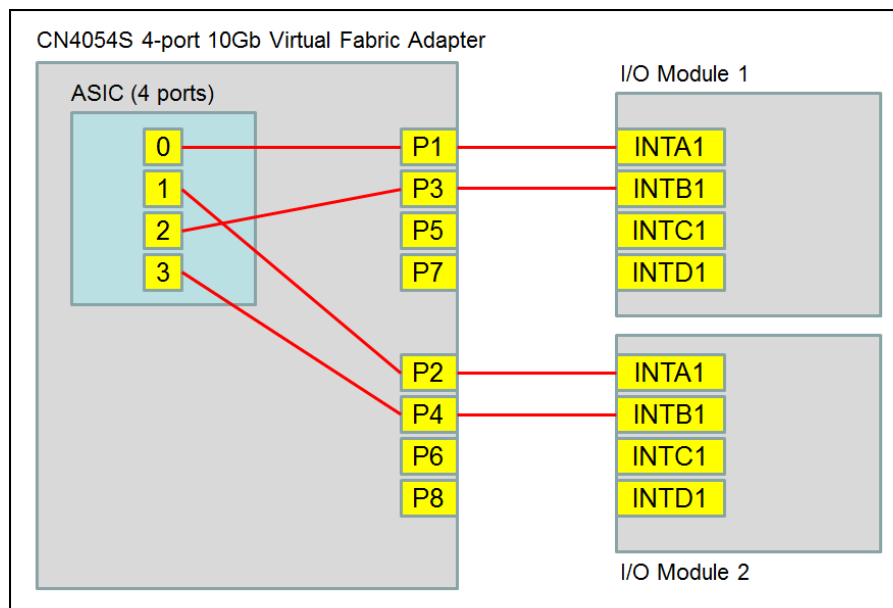 CN4054S 4-port 10Gb Virtual Fabric Adapter
ASIC (4 ports)
0
1
2
3
P1
P3
P5
P7
P2
P4
P6
P8
I/O Module 1
INTA1
INTB1
INTC1
INTD1
INTA1
INTB1
INTC1
INTD1
I/O Module 2